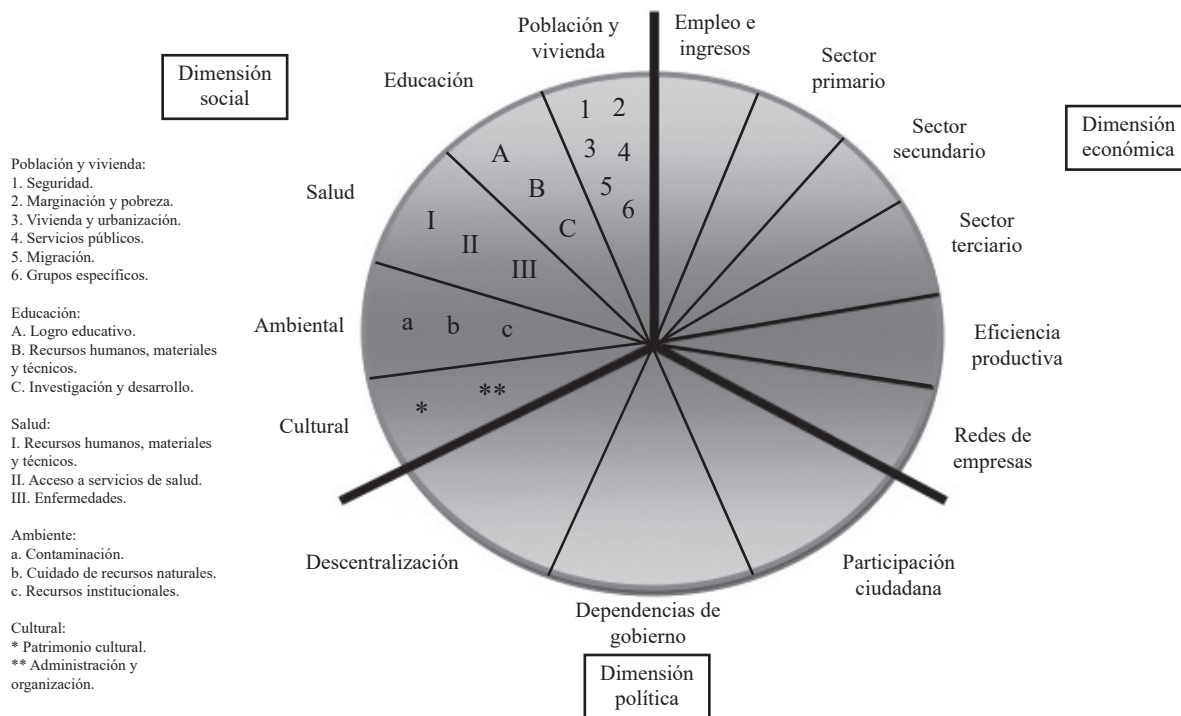 Población y
vivienda
Empleo e
ingresos
Dimensión
social
Educación
Sector
primario
Dimensión
económica
Sector
secundario
Salud
Sector
terciario
Ambiental
Eficiencia
productiva
Cultural
Redes de
empresas
Descentralización
Participación
ciudadana
Dependencias de
gobierno
Dimensión
política
1 2
3 4
5
6
A
B
C
I
II
III
a b c
* **
Población y vivienda:
1. Seguridad.
2. Marginación y pobreza.
3. Vivienda y urbanización.
4. Servicios públicos.
5. Migración.
6. Grupos específicos.
Educación:
A. Logro educativo.
B. Recursos humanos, materiales
y técnicos.
C. Investigación y desarrollo.
Salud:
I. Recursos humanos, materiales
y técnicos.
II. Acceso a servicios de salud.
III. Enfermedades.
Ambiente:
a. Contaminación.
b. Cuidado de recursos naturales.
c. Recursos institucionales.
Cultural:
* Patrimonio cultural.
** Administración y
organización.